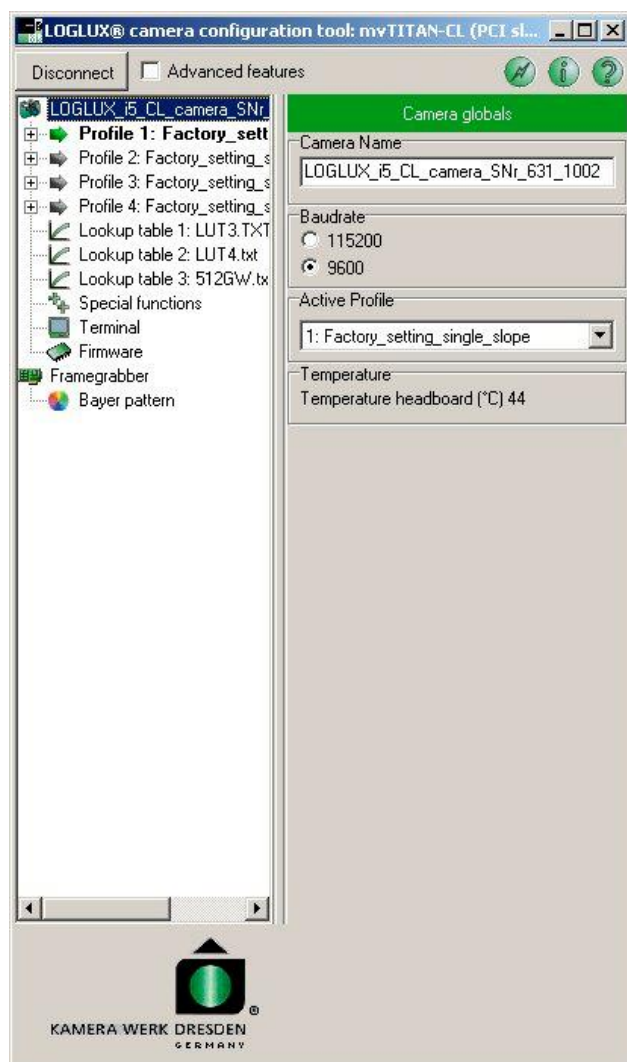 LOGLUX® camera configuration tool: mvTITAN-CL (PCI sl...
Disconnect
Advanced features
LOGLUX_i5_CL_camera_SNr_
Profile 1: Factory_sett
Profile 2: Factory_setting_s
Profile 3: Factory_setting_s
Profile 4: Factory_setting_s
Lookup table 1: LUT3.TXT
Lookup table 2: LUT4.txt
Lookup table 3: 512GW.tx
Special functions
Terminal
Firmware
Framegrabber
Bayer pattern
Camera globals
Camera Name
LOGLUX_i5_CL_camera_SNr_631_1002
Baudrate
115200
9600
Active Profile
1: Factory_setting_single_slope
Temperature
Temperature headboard (°C) 44
KAMERA WERK DRESDEN ®
GERMANY